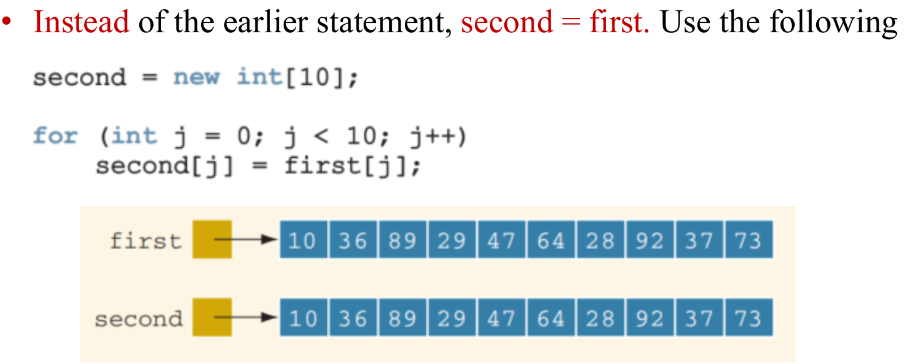 • Instead of the earlier statement, second = first. Use the following
second = new int[10];
for (int j = 0; j < 10; j++)
second[j] = first[j];
first 10 36 89 29 47 64 28 92 37 73
second 10 36 89 29 47 64 28 92 37 73